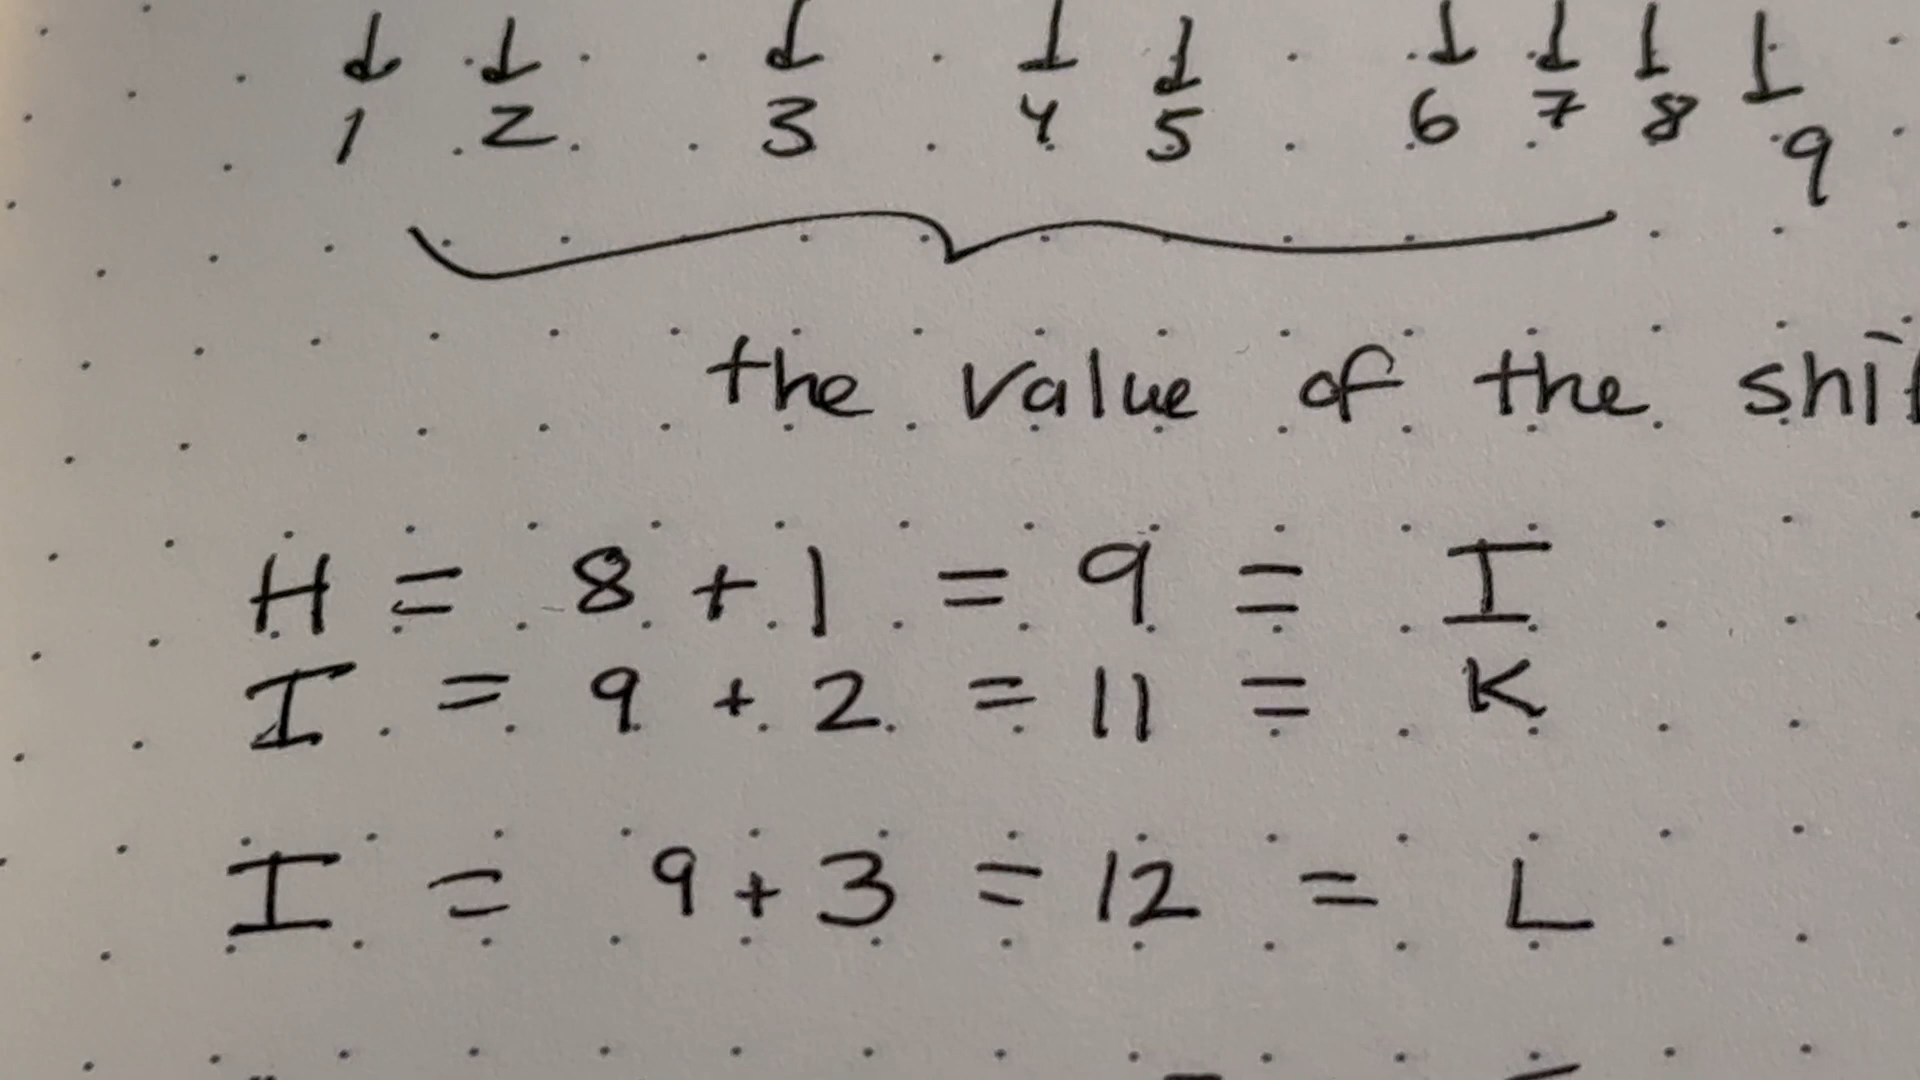 1 2 3 4 5 6 7 8 9
the value of the
H = 8 + 1 = 9 = I
I = 9 + 2 = 11 = K
I = 9 + 3 = 12 = L